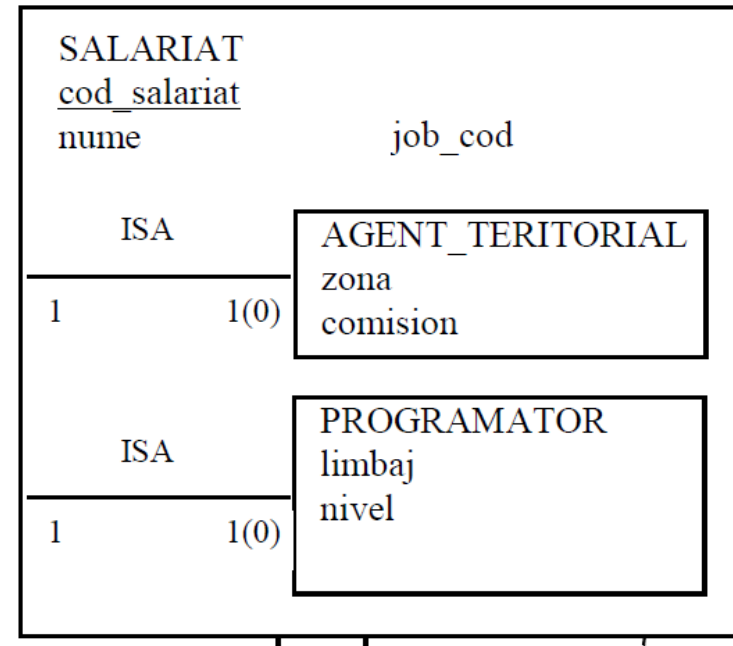 SALARIAT
cod_salariat
nume job_cod
ISA
AGENT_TERITORIAL
zona
comision
1 1(0)
ISA
PROGRAMATOR
limbaj
nivel
1 1(0)